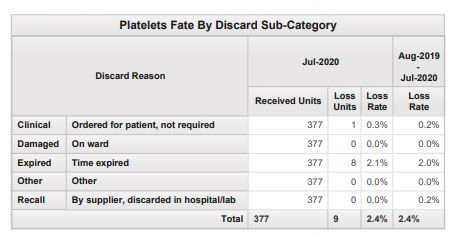 Platelets Fate By Discard Sub-Category
Discard Reason Jul-2020 Aug-2019 - Jul-2020
Received Units Loss Units Loss Rate Loss Rate
Clinical Ordered for patient, not required 377 1 0.3% 0.2%
Damaged On ward 377 0 0.0% 0.0%
Expired Time expired 377 8 2.1% 2.0%
Other Other 377 0 0.0% 0.0%
Recall By supplier, discarded in hospital/lab 377 0 0.0% 0.2%
Total 377 9 2.4% 2.4%